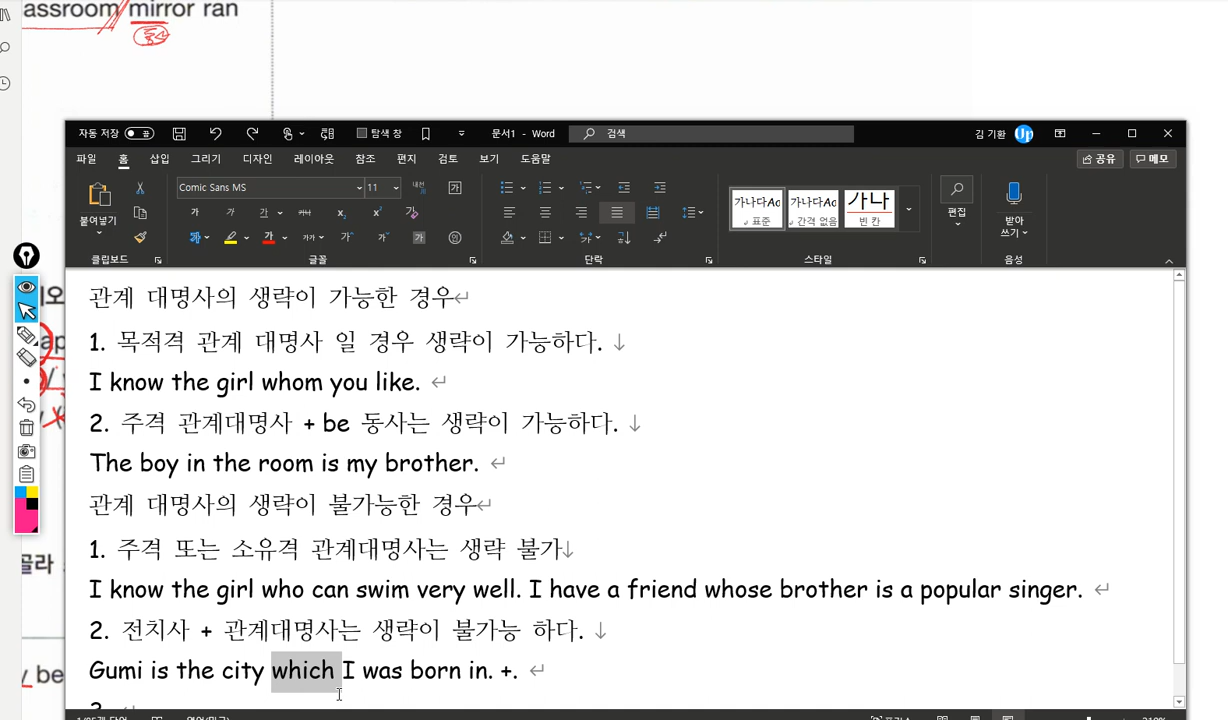 assroom mirror ran
자동 저장 문서1 - Word 검색 김 기환 Up
파일 홈 삽입 그리기 디자인 레이아웃 참조 편지 검토 보기 도움말 공유 메모
탐색 창
Comic Sans MS 11
붙여넣기
가나다Ac 가나다Ac 가나
표준 간격 없음 빈 칸
편집 받아쓰기
클립보드 글꼴 단락 스타일 음성
관계 대명사의 생략이 가능한 경우
1. 목적격 관계 대명사 일 경우 생략이 가능하다.
I know the girl whom you like.
2. 주격 관계대명사 + be 동사는 생략이 가능하다.
The boy in the room is my brother.
관계 대명사의 생략이 불가능한 경우
1. 주격 또는 소유격 관계대명사는 생략 불가
I know the girl who can swim very well. I have a friend whose brother is a popular singer.
2. 전치사 + 관계대명사는 생략이 불가능 하다.
Gumi is the city which I was born in. +.